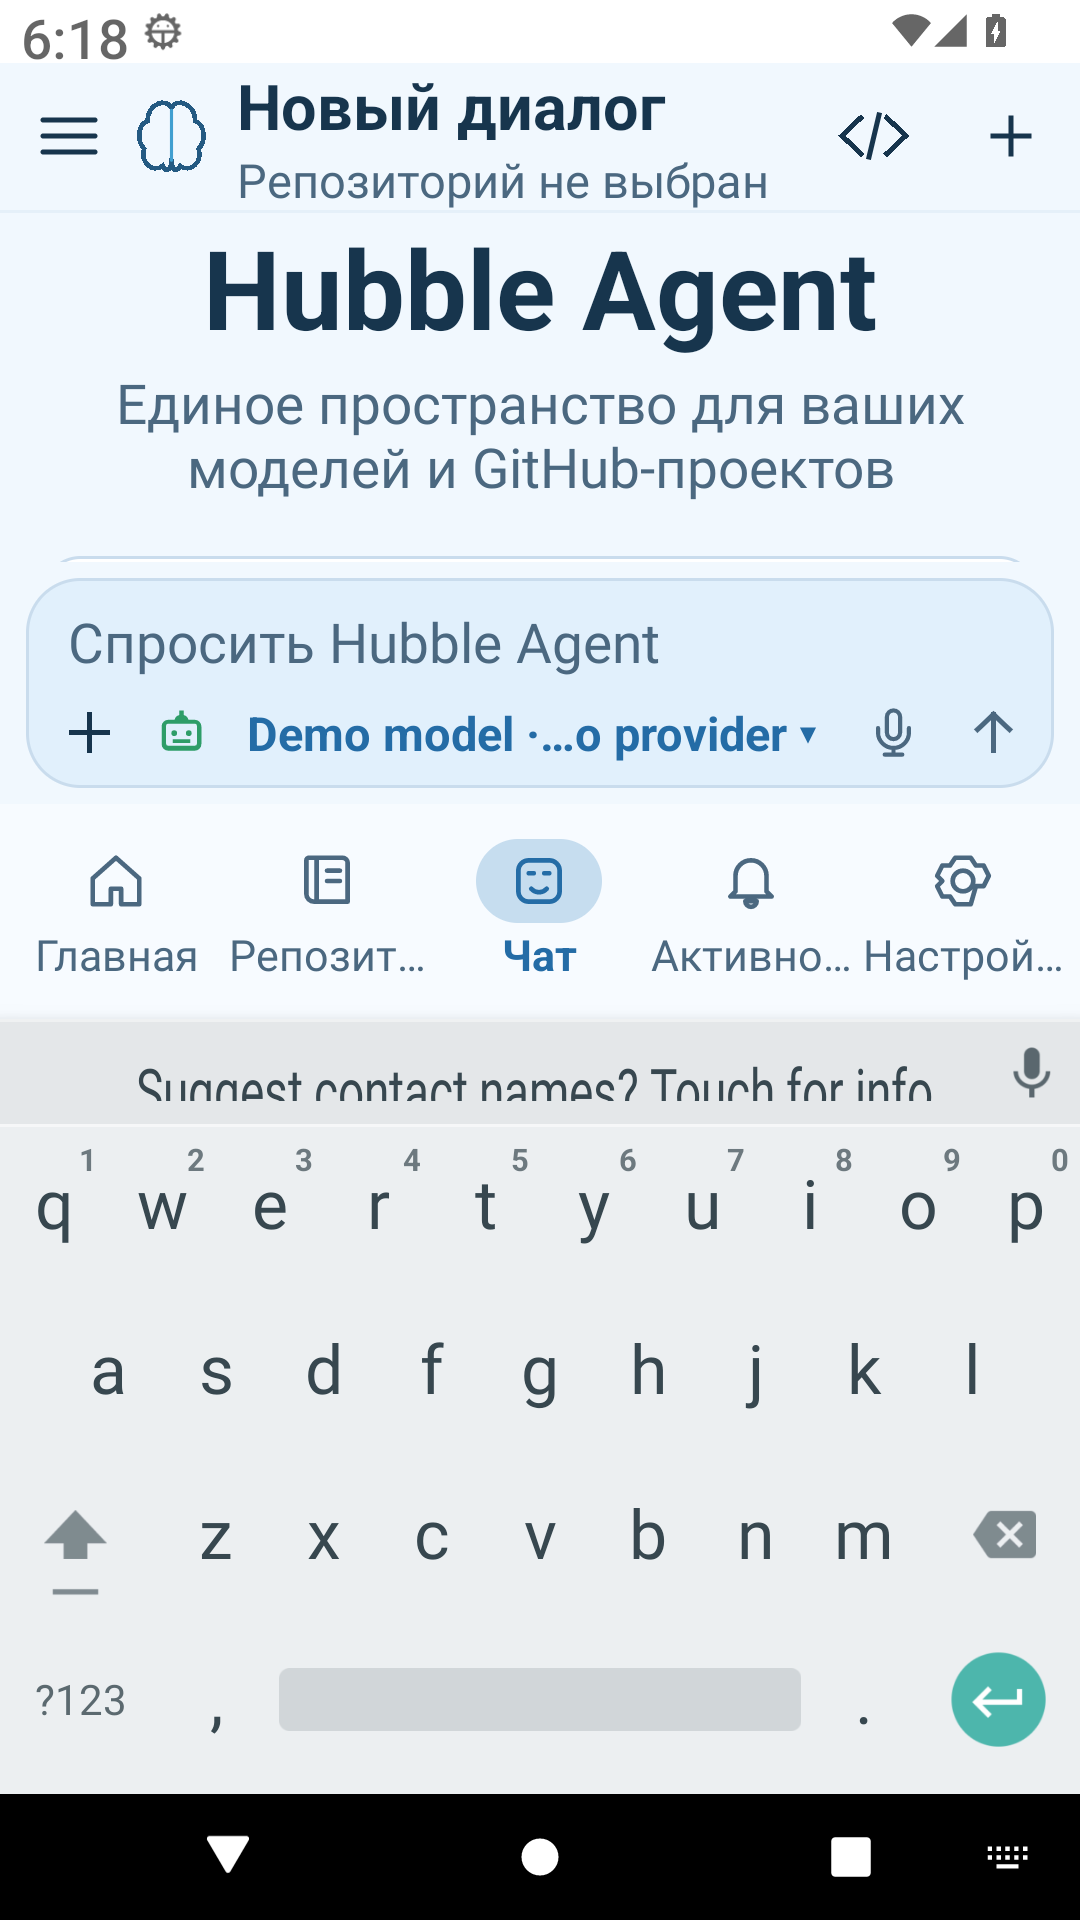 6:18
Новый диалог
Репозиторий не выбран
Hubble Agent
Единое пространство для ваших
моделей и GitHub-проектов
Спросить Hubble Agent
Demo model ·…o provider ▾
Главная Репозит… Чат Активно… Настрой…
Suggest contact names? Touch for info
1 2 3 4 5 6 7 8 9 0
q w e r t y u i o p
a s d f g h j k l
z x c v b n m
?123 , .